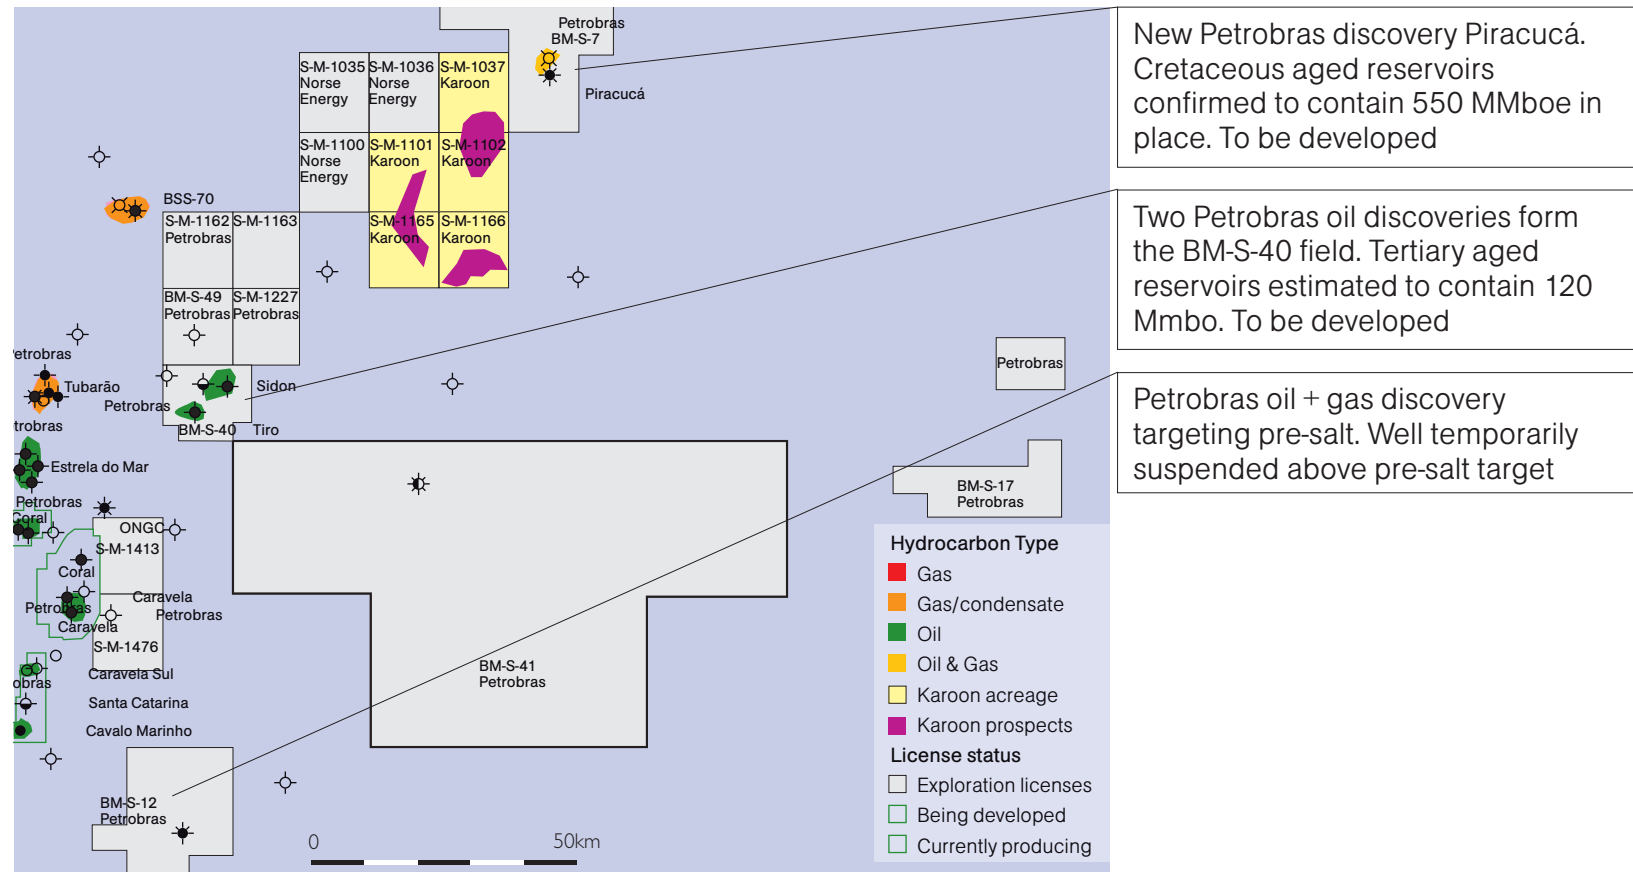 Petrobras
BM-S-7
Piracucá
S-M-1035
Norse
Energy
S-M-1036
Norse
Energy
S-M-1037
Karoon
S-M-1100
Norse
Energy
S-M-1101
Karoon
S-M-1102
Karoon
BSS-70
S-M-1162
Petrobras
S-M-1163
S-M-1165
Karoon
S-M-1166
Karoon
BM-S-49
Petrobras
S-M-1227
Petrobras
etrobras
Tubarão
Petrobras
Sidon
BM-S-40
Tiro
trobras
Estrela do Mar
Petrobras
Coral
ONGC
S-M-1413
Coral
Petrobras
Caravela
Caravela
Petrobras
S-M-1476
Caravela Sul
obras
Santa Catarina
Cavalo Marinho
BM-S-12
Petrobras
BM-S-41
Petrobras
Petrobras
BM-S-17
Petrobras
0
50km
Hydrocarbon Type
Gas
Gas/condensate
Oil
Oil & Gas
Karoon acreage
Karoon prospects
License status
Exploration licenses
Being developed
Currently producing
New Petrobras discovery Piracucá.
Cretaceous aged reservoirs
confirmed to contain 550 MMboe in
place. To be developed
Two Petrobras oil discoveries form
the BM-S-40 field. Tertiary aged
reservoirs estimated to contain 120
Mmbo. To be developed
Petrobras oil + gas discovery
targeting pre-salt. Well temporarily
suspended above pre-salt target